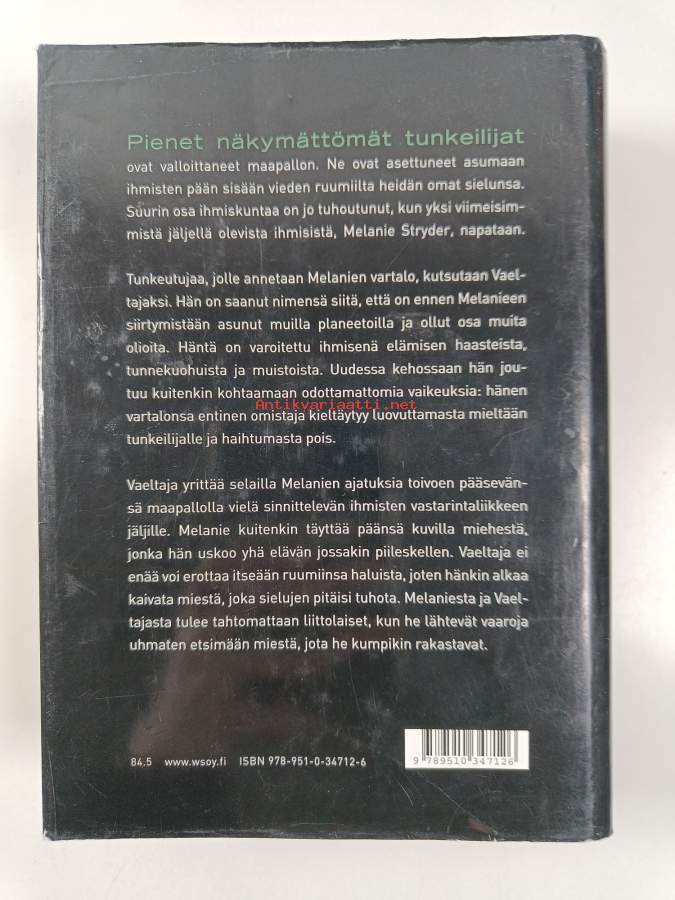 Pienet näkymättömät tunkeilijat
ovat valloittaneet maapallon. Ne ovat asettuneet asumaan
ihmisten pään sisään vieden ruumiilta heidän omat sielunsa.
Suurin osa ihmiskuntaa on jo tuhoutunut, kun yksi viimeisim-
mistä jäljellä olevista ihmisistä, Melanie Stryder, napataan.
Tunkeutujaa, jolle annetaan Melanien vartalo, kutsutaan Vael-
tajaksi. Hän on saanut nimensä siitä, että on ennen Melanieen
siirtymistään asunut muilla planeetoilla ja ollut osa muita
olioita. Häntä on varoitettu ihmisenä elämisen haasteista,
tunnekuohuista ja muistoista. Uudessa kehossaan hän jou-
tuu kuitenkin kohtaamaan odottamattomia vaikeuksia: hänen
Antikvariaatti.net
vartalonsa entinen omistaja kieltäytyy luovuttamasta mieltään
tunkeilijalle ja haihtumasta pois.
Vaeltaja yrittää selailla Melanien ajatuksia toivoen pääsevän-
sä maapallolla vielä sinnittelevän ihmisten vastarintaliikkeen
jäljille. Melanie kuitenkin täyttää päänsä kuvilla miehestä,
jonka hän uskoo yhä elävän jossakin piileskellen. Vaeltaja ei
enää voi erottaa itseään ruumiinsa haluista, joten hänkin alkaa
kaivata miestä, joka sielujen pitäisi tuhota. Melaniesta ja Vael-
tajasta tulee tahtomattaan liittolaiset, kun he lähtevät vaaroja
uhmaten etsimään miestä, jota he kumpikin rakastavat.
84.5 www.wsoy.fi ISBN 978-951-0-34712-6
9 789510 347126